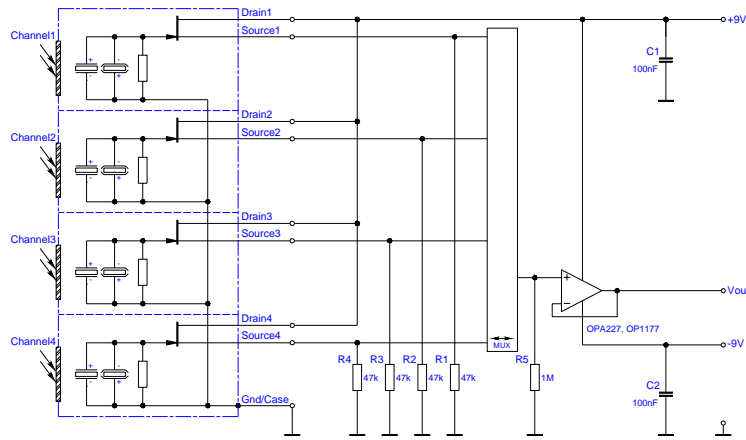 Drain1
+9V
Channel1
Source1
C1
100nF
+ -
- +
Drain2
Channel2
Source2
+ -
- +
Drain3
Channel3
Source3
+ -
- +
+
−
Vou
OPA227, OP1177
Drain4
Channel4
Source4
MUX
-9V
+ -
- +
R4
R3
R2
R1
R5
47k
47k
47k
47k
1M
C2
100nF
Gnd/Case